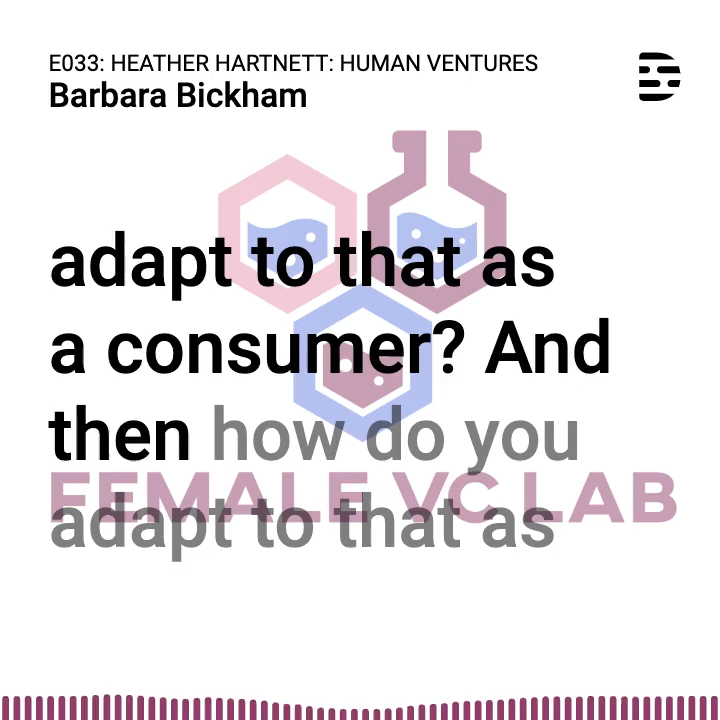 E033: HEATHER HARTNETT: HUMAN VENTURES
Barbara Bickham
adapt to that as
a consumer? And
then how do you
FEMALE VC LAB
adapt to that as